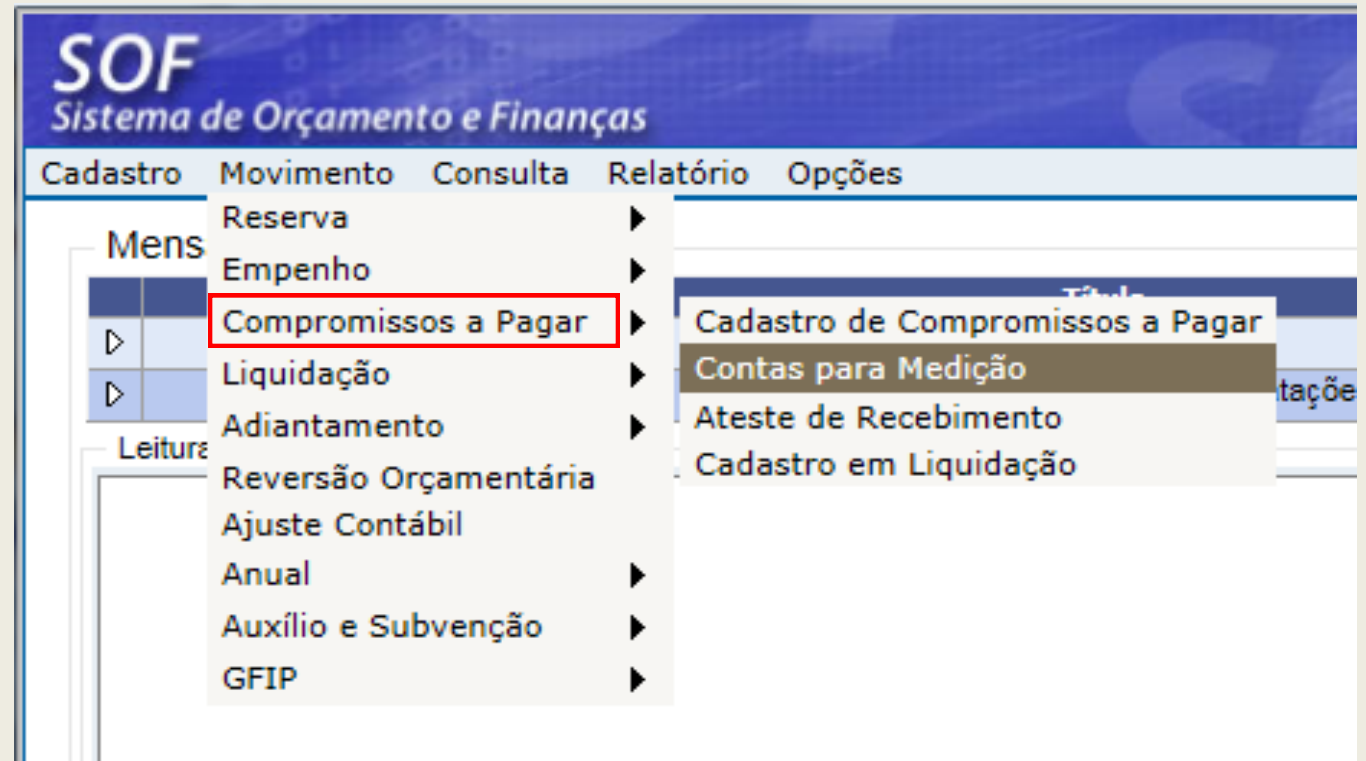 SOF
Sistema de Orçamento e Finanças
Cadastro Movimento Consulta Relatório Opções
Mens
Reserva
Empenho
Compromissos a Pagar
Liquidação
Adiantamento
Reversão Orçamentária
Ajuste Contábil
Anual
Auxílio e Subvenção
GFIP
Título
Cadastro de Compromissos a Pagar
Contas para Medição
Ateste de Recebimento
Cadastro em Liquidação
taçõe
Leitura